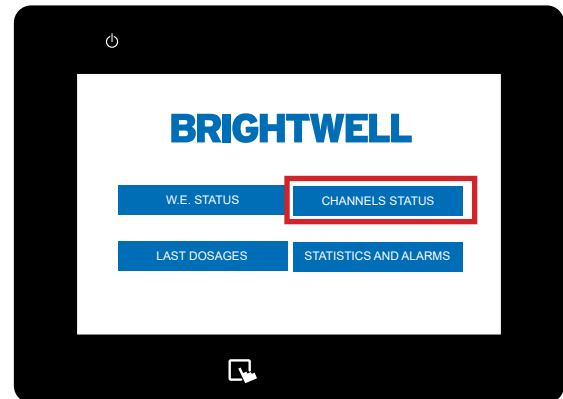 BRIGHTWELL
W.E. STATUS
CHANNELS STATUS
LAST DOSAGES
STATISTICS AND ALARMS